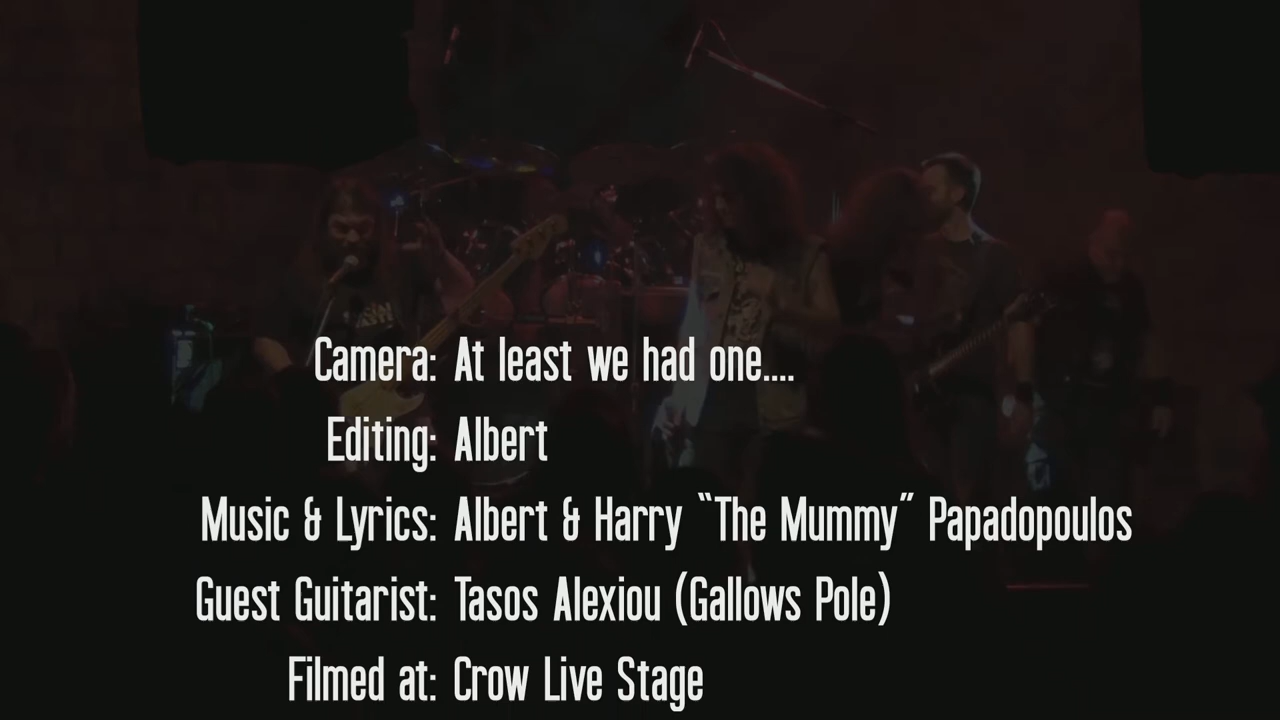 Camera: At least we had one....
Editing: Albert
Music & Lyrics: Albert & Harry "The Mummy" Papadopoulos
Guest Guitarist: Tasos Alexiou (Gallows Pole)
Filmed at: Crow Live Stage